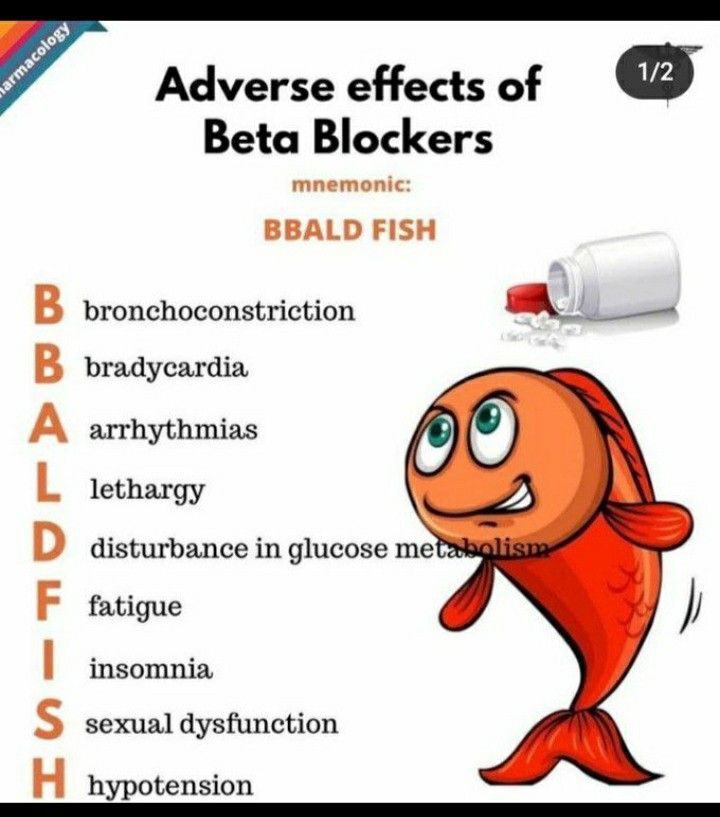 armacology
1/2
Adverse effects of
Beta Blockers
mnemonic:
BBALD FISH
B bronchoconstriction
B bradycardia
A arrhythmias
L lethargy
D disturbance in glucose metabolism
F fatigue
I insomnia
S sexual dysfunction
H hypotension